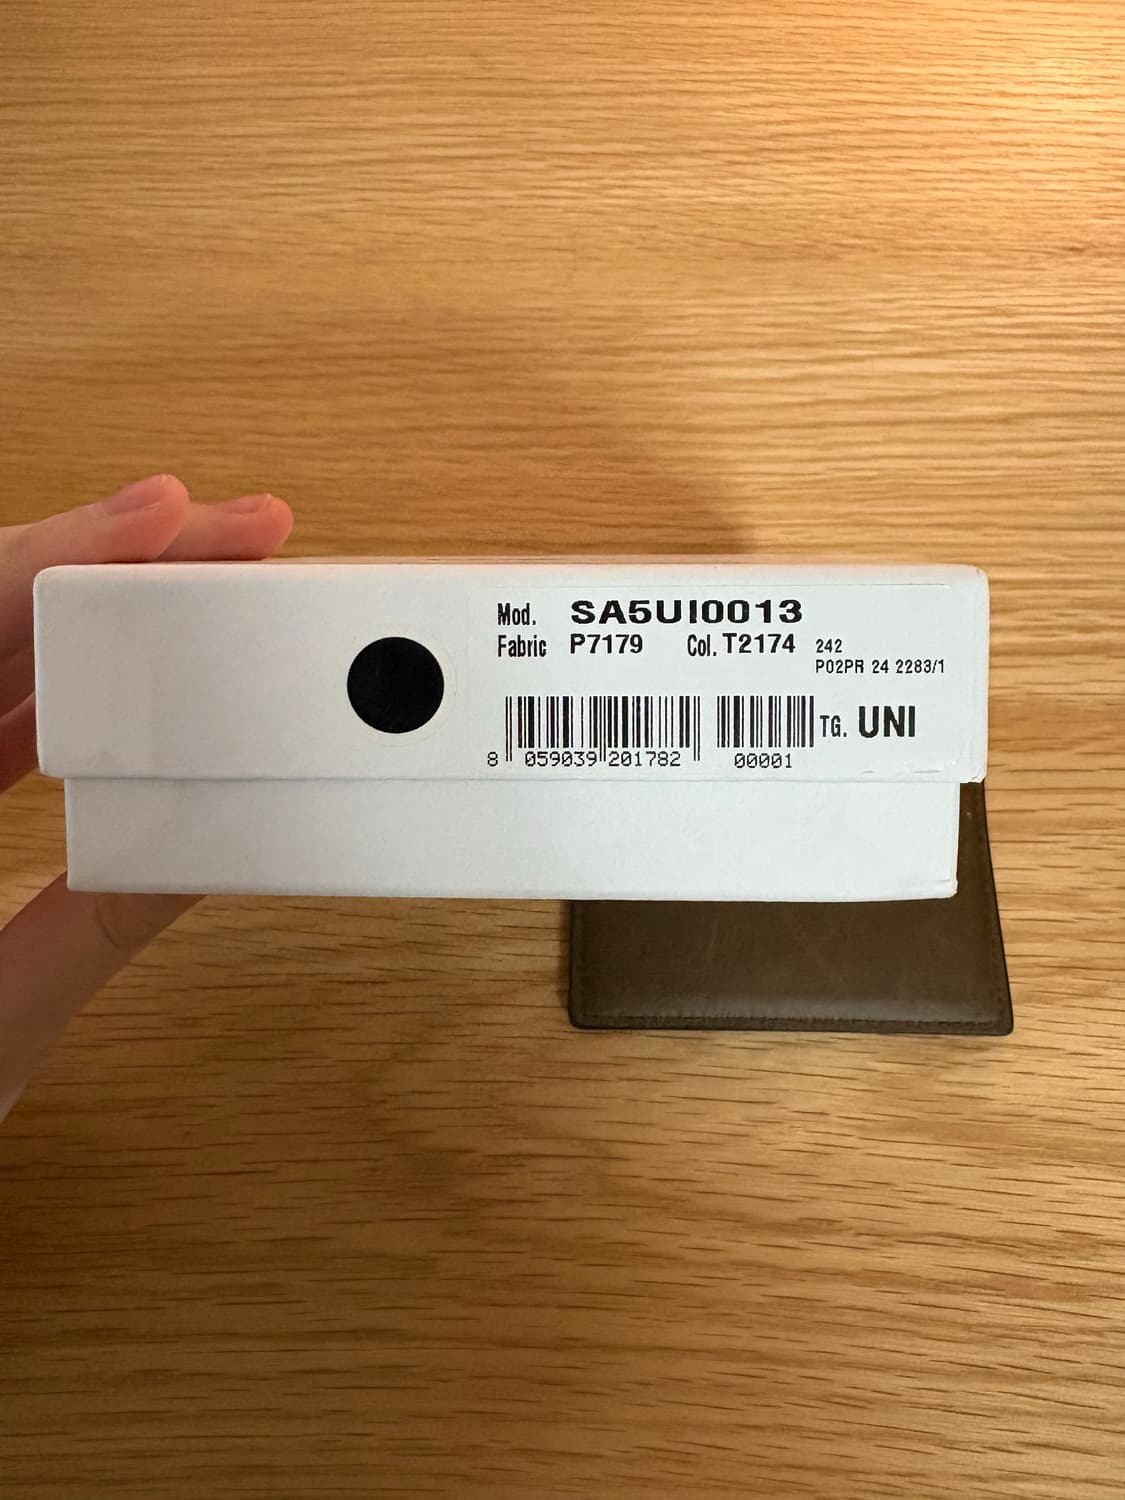 Mod. SA5UI0013
Fabric P7179 Col. T2174 242
P02PR 24 2283/1
TG. UNI
8 059039 201782 00001